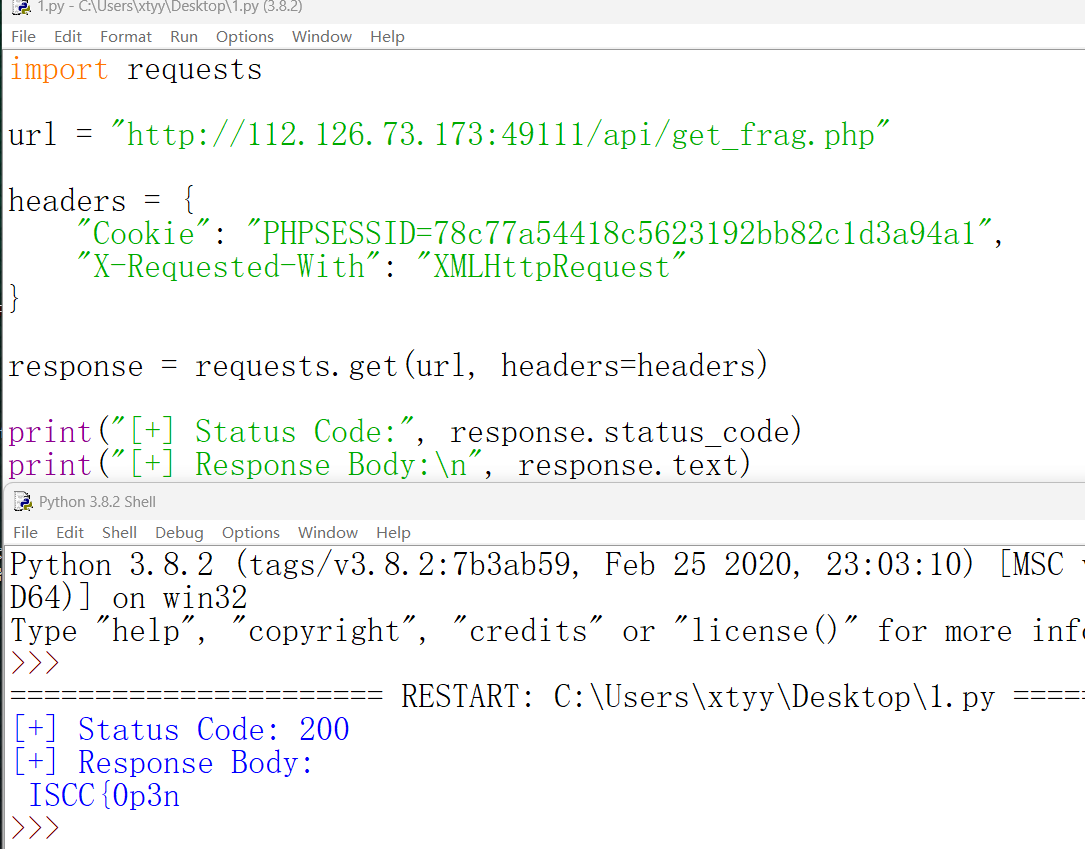 1.py - C:\Users\xtyy\Desktop\1.py (3.8.2)
File Edit Format Run Options Window Help
import requests
url = "http://112.126.73.173:49111/api/get_frag.php"
headers = {
    "Cookie": "PHPSESSID=78c77a54418c5623192bb82c1d3a94a1",
    "X-Requested-With": "XMLHttpRequest"
}
response = requests.get(url, headers=headers)
print("[+] Status Code:", response.status_code)
print("[+] Response Body:\n", response.text)
Python 3.8.2 Shell
File Edit Shell Debug Options Window Help
Python 3.8.2 (tags/v3.8.2:7b3ab59, Feb 25 2020, 23:03:10) [MSC
D64)] on win32
Type "help", "copyright", "credits" or "license()" for more
>>>
====================== RESTART: C:\Users\xtyy\Desktop\1.py =====
[+] Status Code: 200
[+] Response Body:
 ISCC{0p3n
>>>